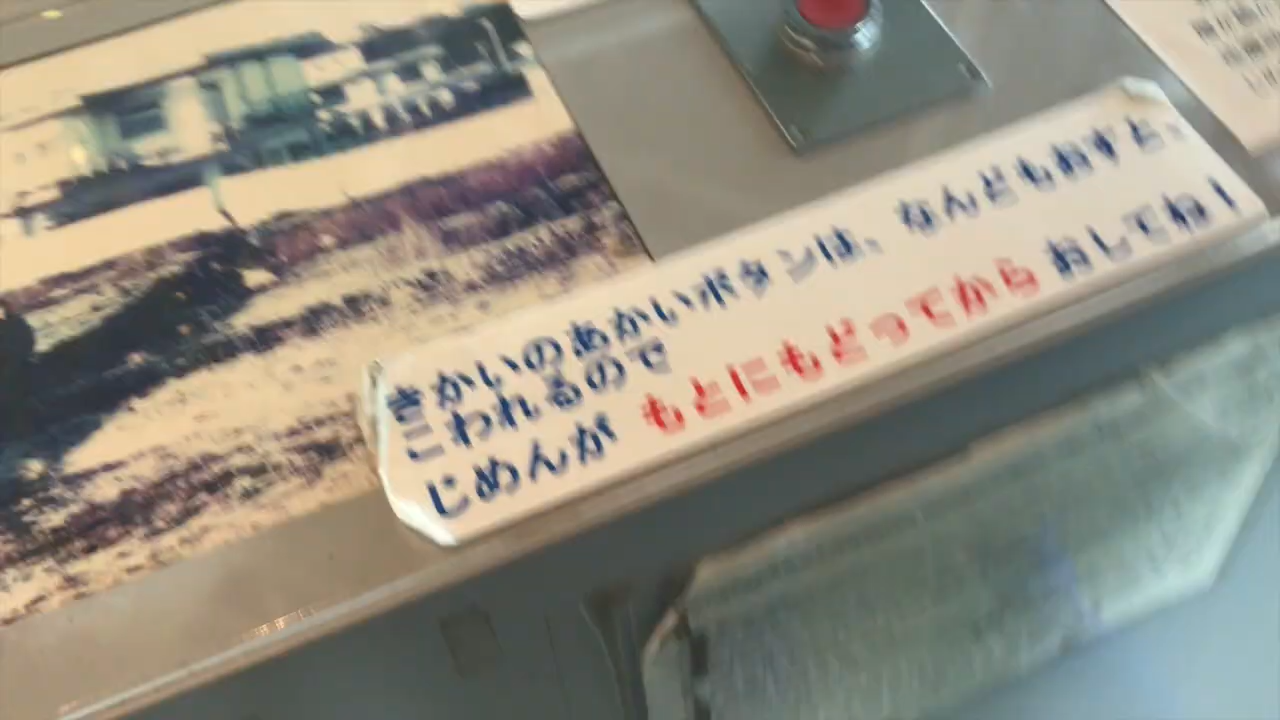 きかいのあかいボタンは、なんどもおすと、
こわれるので
じめんが もとにもどってから おしてね！